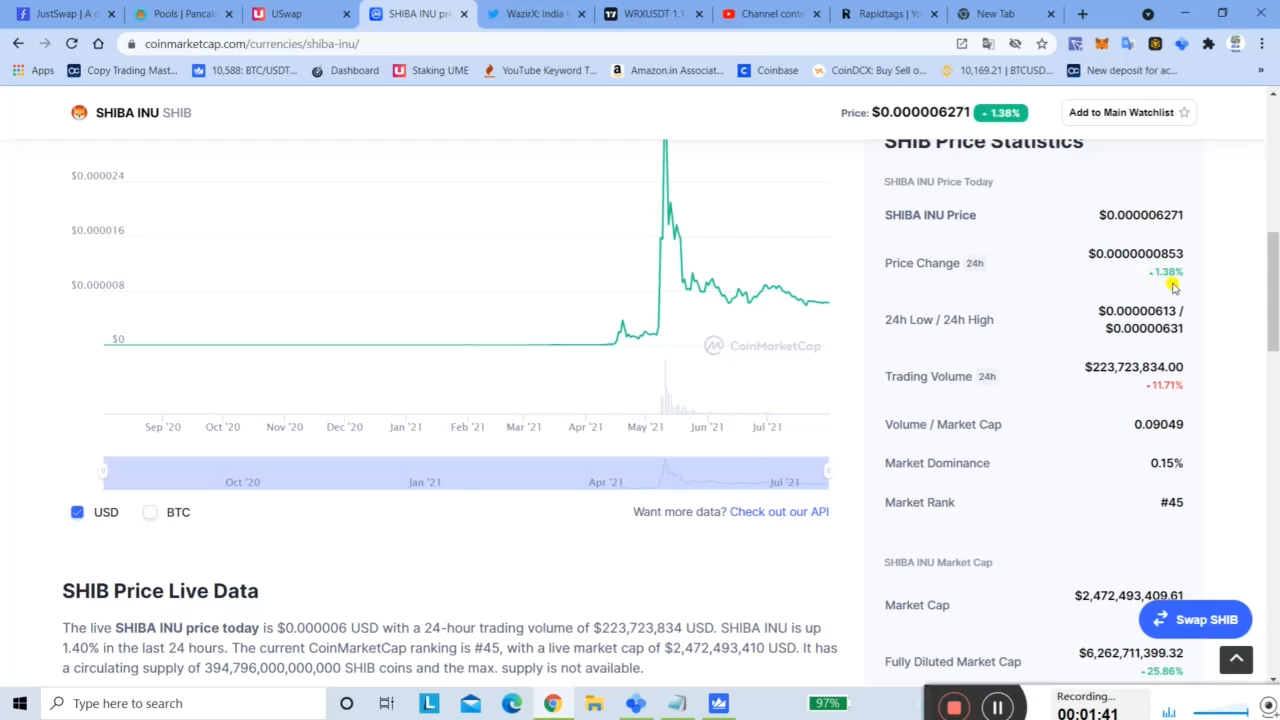 JustSwap | A d
Pools | Pancak
USwap
SHIBA INU pri
WazirX: India B
WRXUSDT 1.1
Channel conte
Rapidtags | Yo
New Tab
coinmarketcap.com/currencies/shiba-inu/
Apps
Copy Trading Mast...
10,588: BTC/USDT...
Dashboard
Staking UME
YouTube Keyword T...
Amazon.in Associat...
Coinbase
CoinDCX: Buy Sell o...
10,169.21 | BTCUSD...
New deposit for ac...
»
SHIBA INU SHIB
Price: $0.000006271 1.38%
Add to Main Watchlist
$0.000024
$0.000016
$0.000008
$0
CoinMarketCap
Sep '20 Oct '20 Nov '20 Dec '20 Jan '21 Feb '21 Mar '21 Apr '21 May '21 Jun '21 Jul '21
Oct '20 Jan '21 Apr '21 Jul '21
USD BTC
Want more data? Check out our API
SHIB Price Live Data
The live SHIBA INU price today is $0.000006 USD with a 24-hour trading volume of $223,723,834 USD. SHIBA INU is up
1.40% in the last 24 hours. The current CoinMarketCap ranking is #45, with a live market cap of $2,472,493,410 USD. It has
a circulating supply of 394,796,000,000,000 SHIB coins and the max. supply is not available.
SHIB Price Statistics
SHIBA INU Price Today
SHIBA INU Price $0.000006271
Price Change 24h $0.0000000853
1.38%
24h Low / 24h High $0.00000613 /
$0.00000631
Trading Volume 24h $223,723,834.00
11.71%
Volume / Market Cap 0.09049
Market Dominance 0.15%
Market Rank #45
SHIBA INU Market Cap
Market Cap $2,472,493,409.61
Swap SHIB
Fully Diluted Market Cap $6,262,711,399.32
25.86%
Type here to search
97%
Recording...
00:01:41